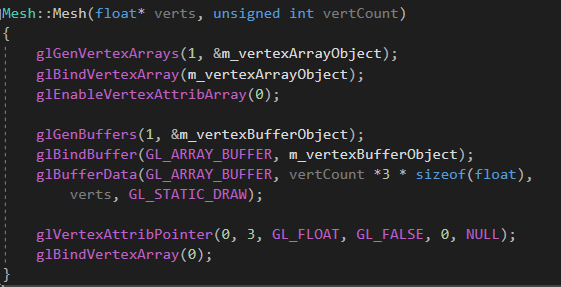 Mesh::Mesh(float* verts, unsigned int vertCount)
{
    glGenVertexArrays(1, &m_vertexArrayObject);
    glBindVertexArray(m_vertexArrayObject);
    glEnableVertexAttribArray(0);

    glGenBuffers(1, &m_vertexBufferObject);
    glBindBuffer(GL_ARRAY_BUFFER, m_vertexBufferObject);
    glBufferData(GL_ARRAY_BUFFER, vertCount *3 * sizeof(float),
        verts, GL_STATIC_DRAW);

    glVertexAttribPointer(0, 3, GL_FLOAT, GL_FALSE, 0, NULL);
    glBindVertexArray(0);
}